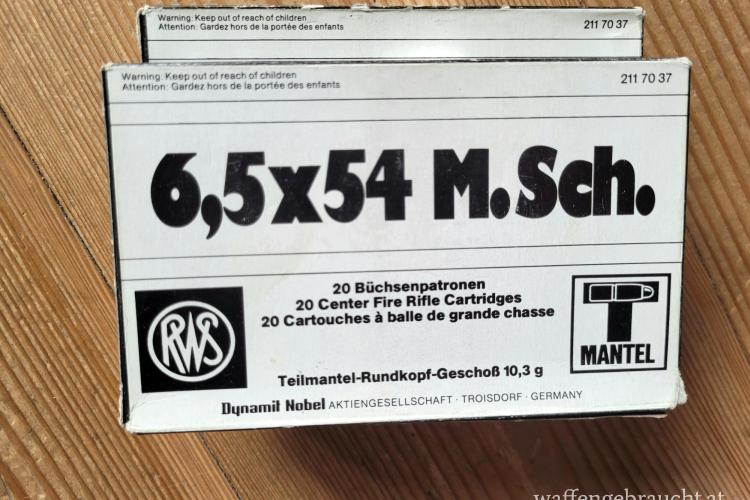 Warning: Keep out of reach of children
Attention: Gardez hors de la portée des enfants
211 70 37
Warning: Keep out of reach of children
Attention: Gardez hors de la portée des enfants
211 70 37
6,5x54 M.Sch.
20 Büchsenpatronen
20 Center Fire Rifle Cartridges
20 Cartouches à balle de grande chasse
RWS
T
MANTEL
Teilmantel-Rundkopf-Geschoß 10,3 g
Dynamit Nobel AKTIENGESELLSCHAFT · TROISDORF · GERMANY
waffengebraucht.at